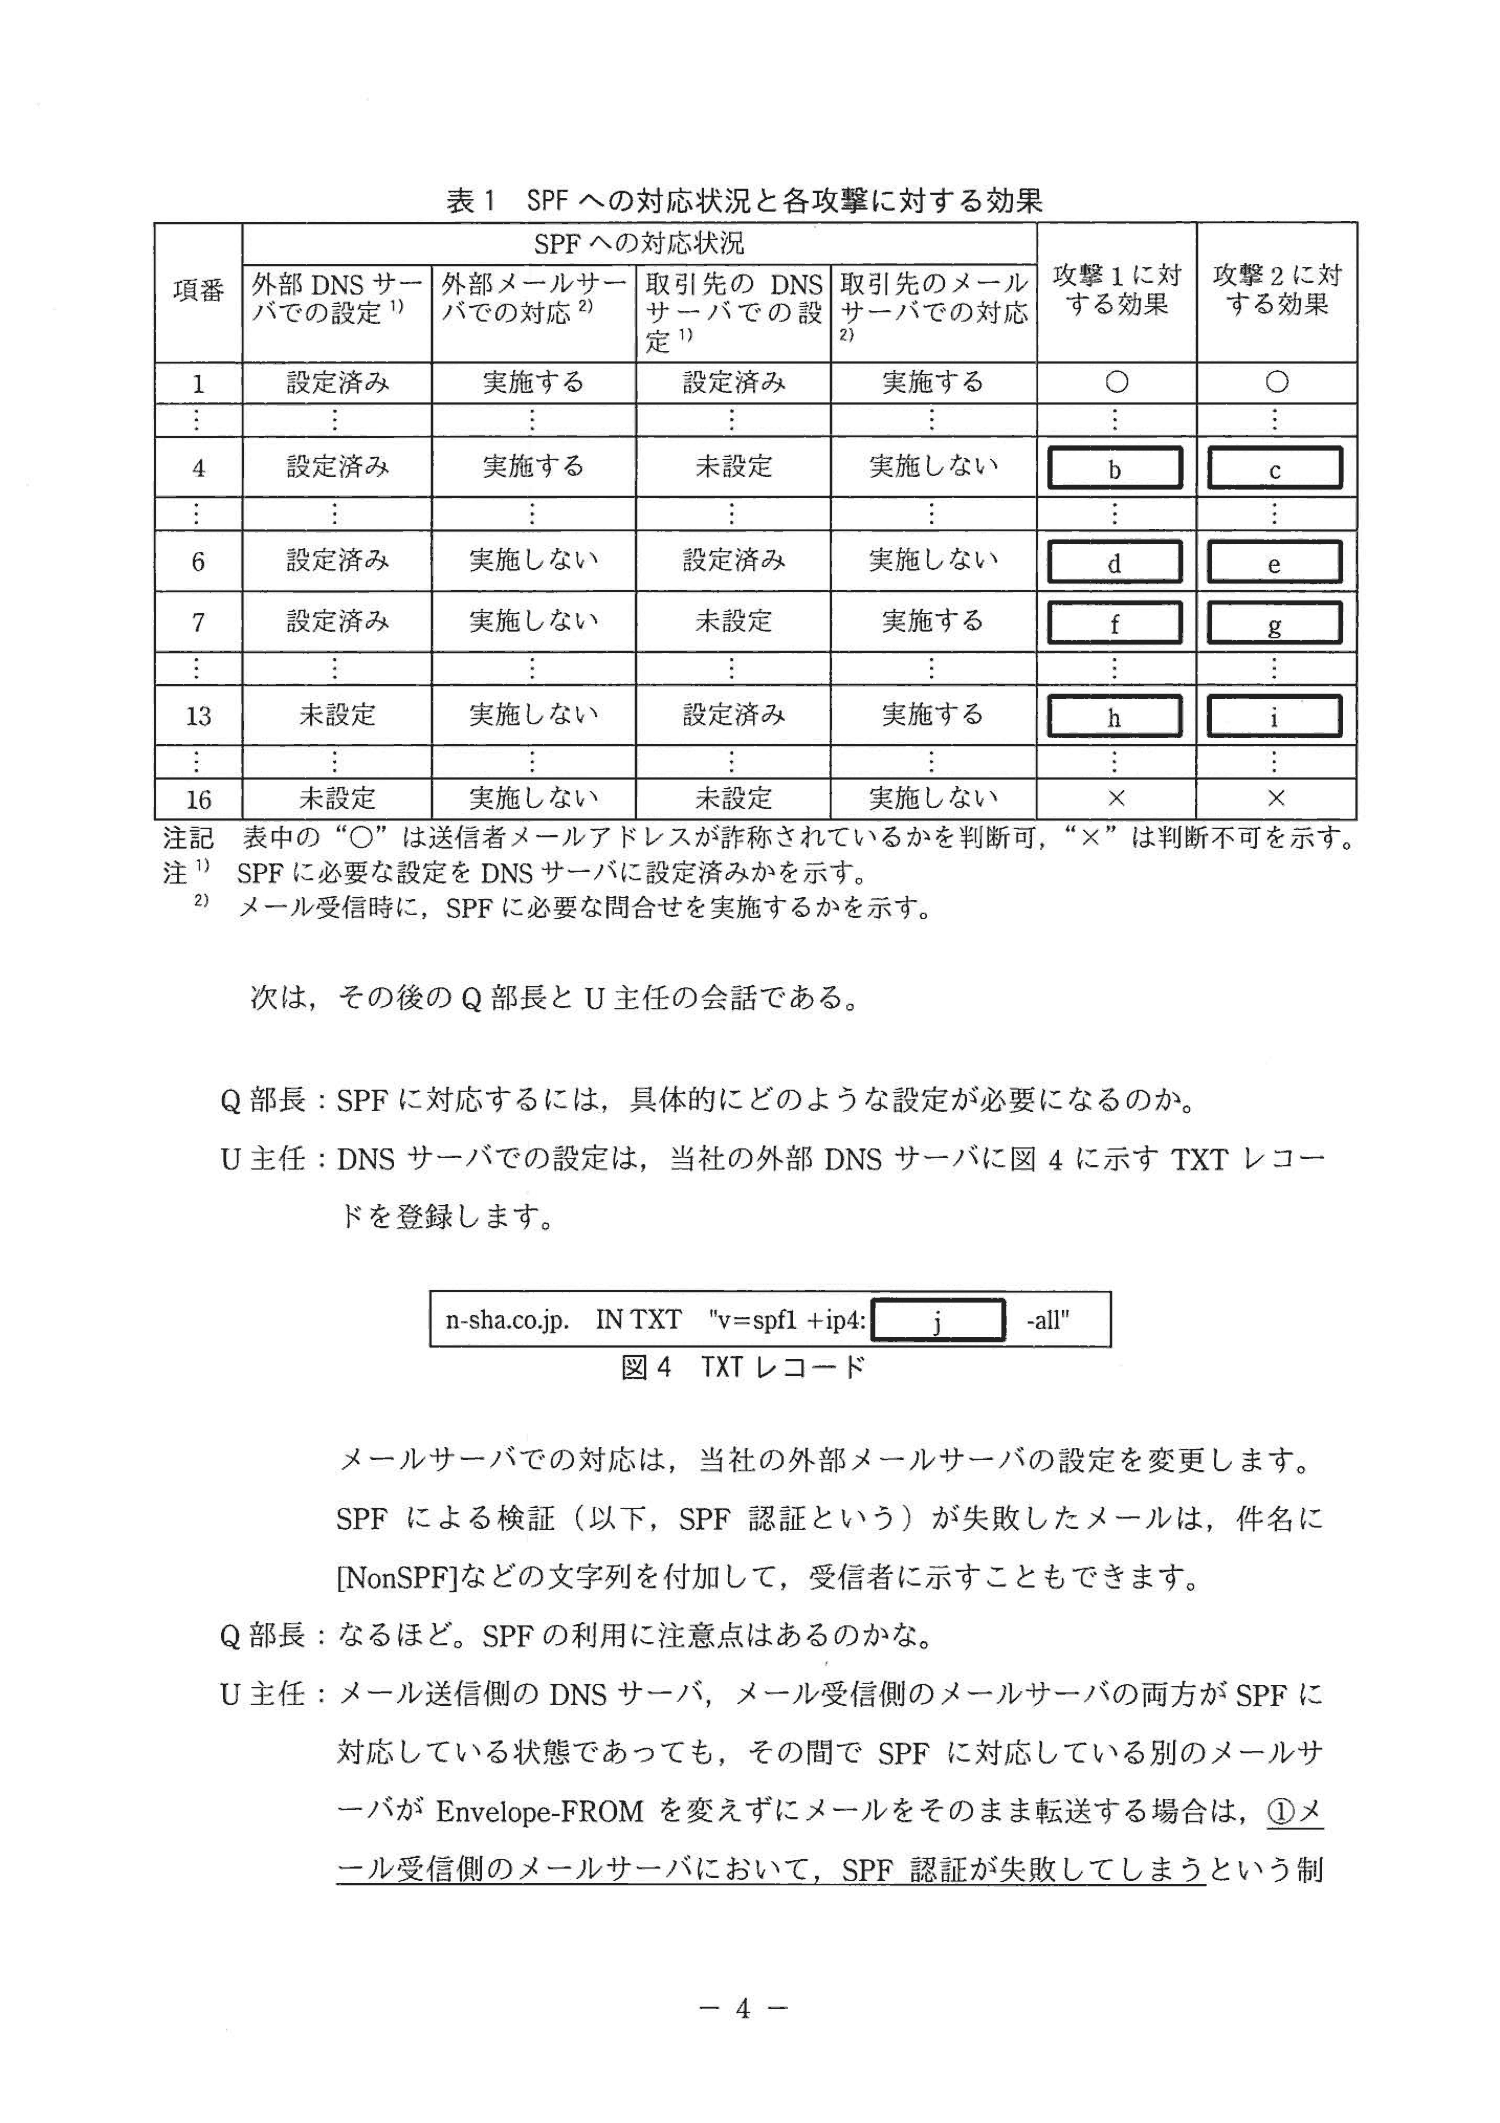 表1 SPFへの対応状況と各攻撃に対する効果
項番 SPFへの対応状況 攻撃1に対する効果 攻撃2に対する効果
外部DNSサーバでの設定1) 外部メールサーバでの対応2) 取引先のDNSサーバでの設定1) 取引先のメールサーバでの対応2)
1 設定済み 実施する 設定済み 実施する ○ ○
⋮ ⋮ ⋮ ⋮ ⋮ ⋮ ⋮
4 設定済み 実施する 未設定 実施しない b c
⋮ ⋮ ⋮ ⋮ ⋮ ⋮ ⋮
6 設定済み 実施しない 設定済み 実施しない d e
7 設定済み 実施しない 未設定 実施する f g
⋮ ⋮ ⋮ ⋮ ⋮ ⋮ ⋮
13 未設定 実施しない 設定済み 実施する h i
⋮ ⋮ ⋮ ⋮ ⋮ ⋮ ⋮
16 未設定 実施しない 未設定 実施しない × ×
注記 表中の“○”は送信者メールアドレスが詐称されているかを判断可，“×”は判断不可を示す。
注1) SPFに必要な設定をDNSサーバに設定済みかを示す。
2) メール受信時に，SPFに必要な問合せを実施するかを示す。
次は，その後のQ部長とU主任の会話である。
Q部長：SPFに対応するには，具体的にどのような設定が必要になるのか。
U主任：DNSサーバでの設定は，当社の外部DNSサーバに図4に示すTXTレコー
ドを登録します。
n-sha.co.jp. IN TXT "v=spf1 +ip4: j -all"
図4 TXTレコード
メールサーバでの対応は，当社の外部メールサーバの設定を変更します。
SPFによる検証（以下，SPF認証という）が失敗したメールは，件名に
[NonSPF]などの文字列を付加して，受信者に示すこともできます。
Q部長：なるほど。SPFの利用に注意点はあるのかな。
U主任：メール送信側のDNSサーバ，メール受信側のメールサーバの両方がSPFに
対応している状態であっても，その間でSPFに対応している別のメールサ
ーバがEnvelope-FROMを変えずにメールをそのまま転送する場合は，①メ
ール受信側のメールサーバにおいて，SPF認証が失敗してしまうという制
－ 4 －